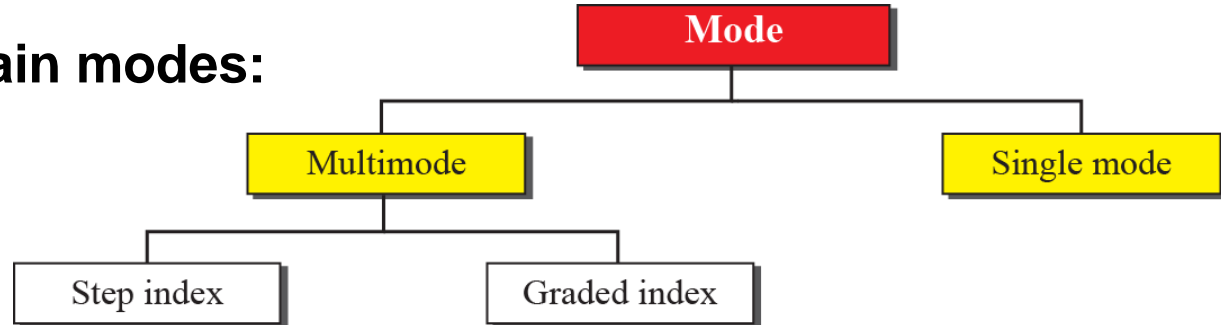 ain modes:
Mode
Multimode
Single mode
Step index
Graded index